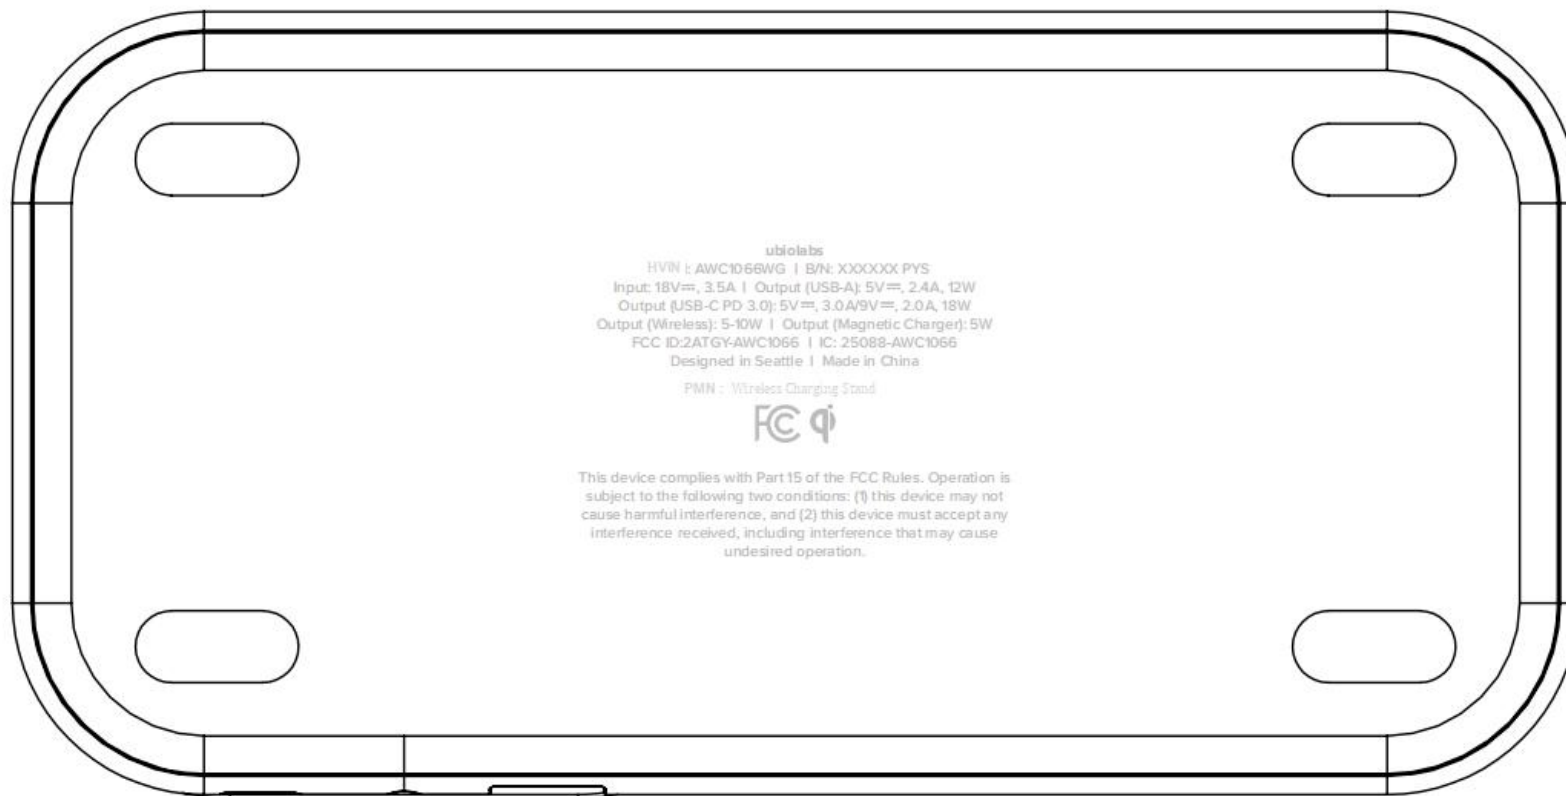 ubiolabs
HVIN : AWC1066WG | B/N: XXXXXX PYS
Input: 18V⎓, 3.5A | Output (USB-A): 5V⎓, 2.4A, 12W
Output (USB-C PD 3.0): 5V⎓, 3.0A/9V⎓, 2.0A, 18W
Output (Wireless): 5-10W | Output (Magnetic Charger): 5W
FCC ID:2ATGY-AWC1066 | IC: 25088-AWC1066
Designed in Seattle | Made in China
PMN : Wireless Charging Stand
FC qi
This device complies with Part 15 of the FCC Rules. Operation is
subject to the following two conditions: (1) this device may not
cause harmful interference, and (2) this device must accept any
interference received, including interference that may cause
undesired operation.